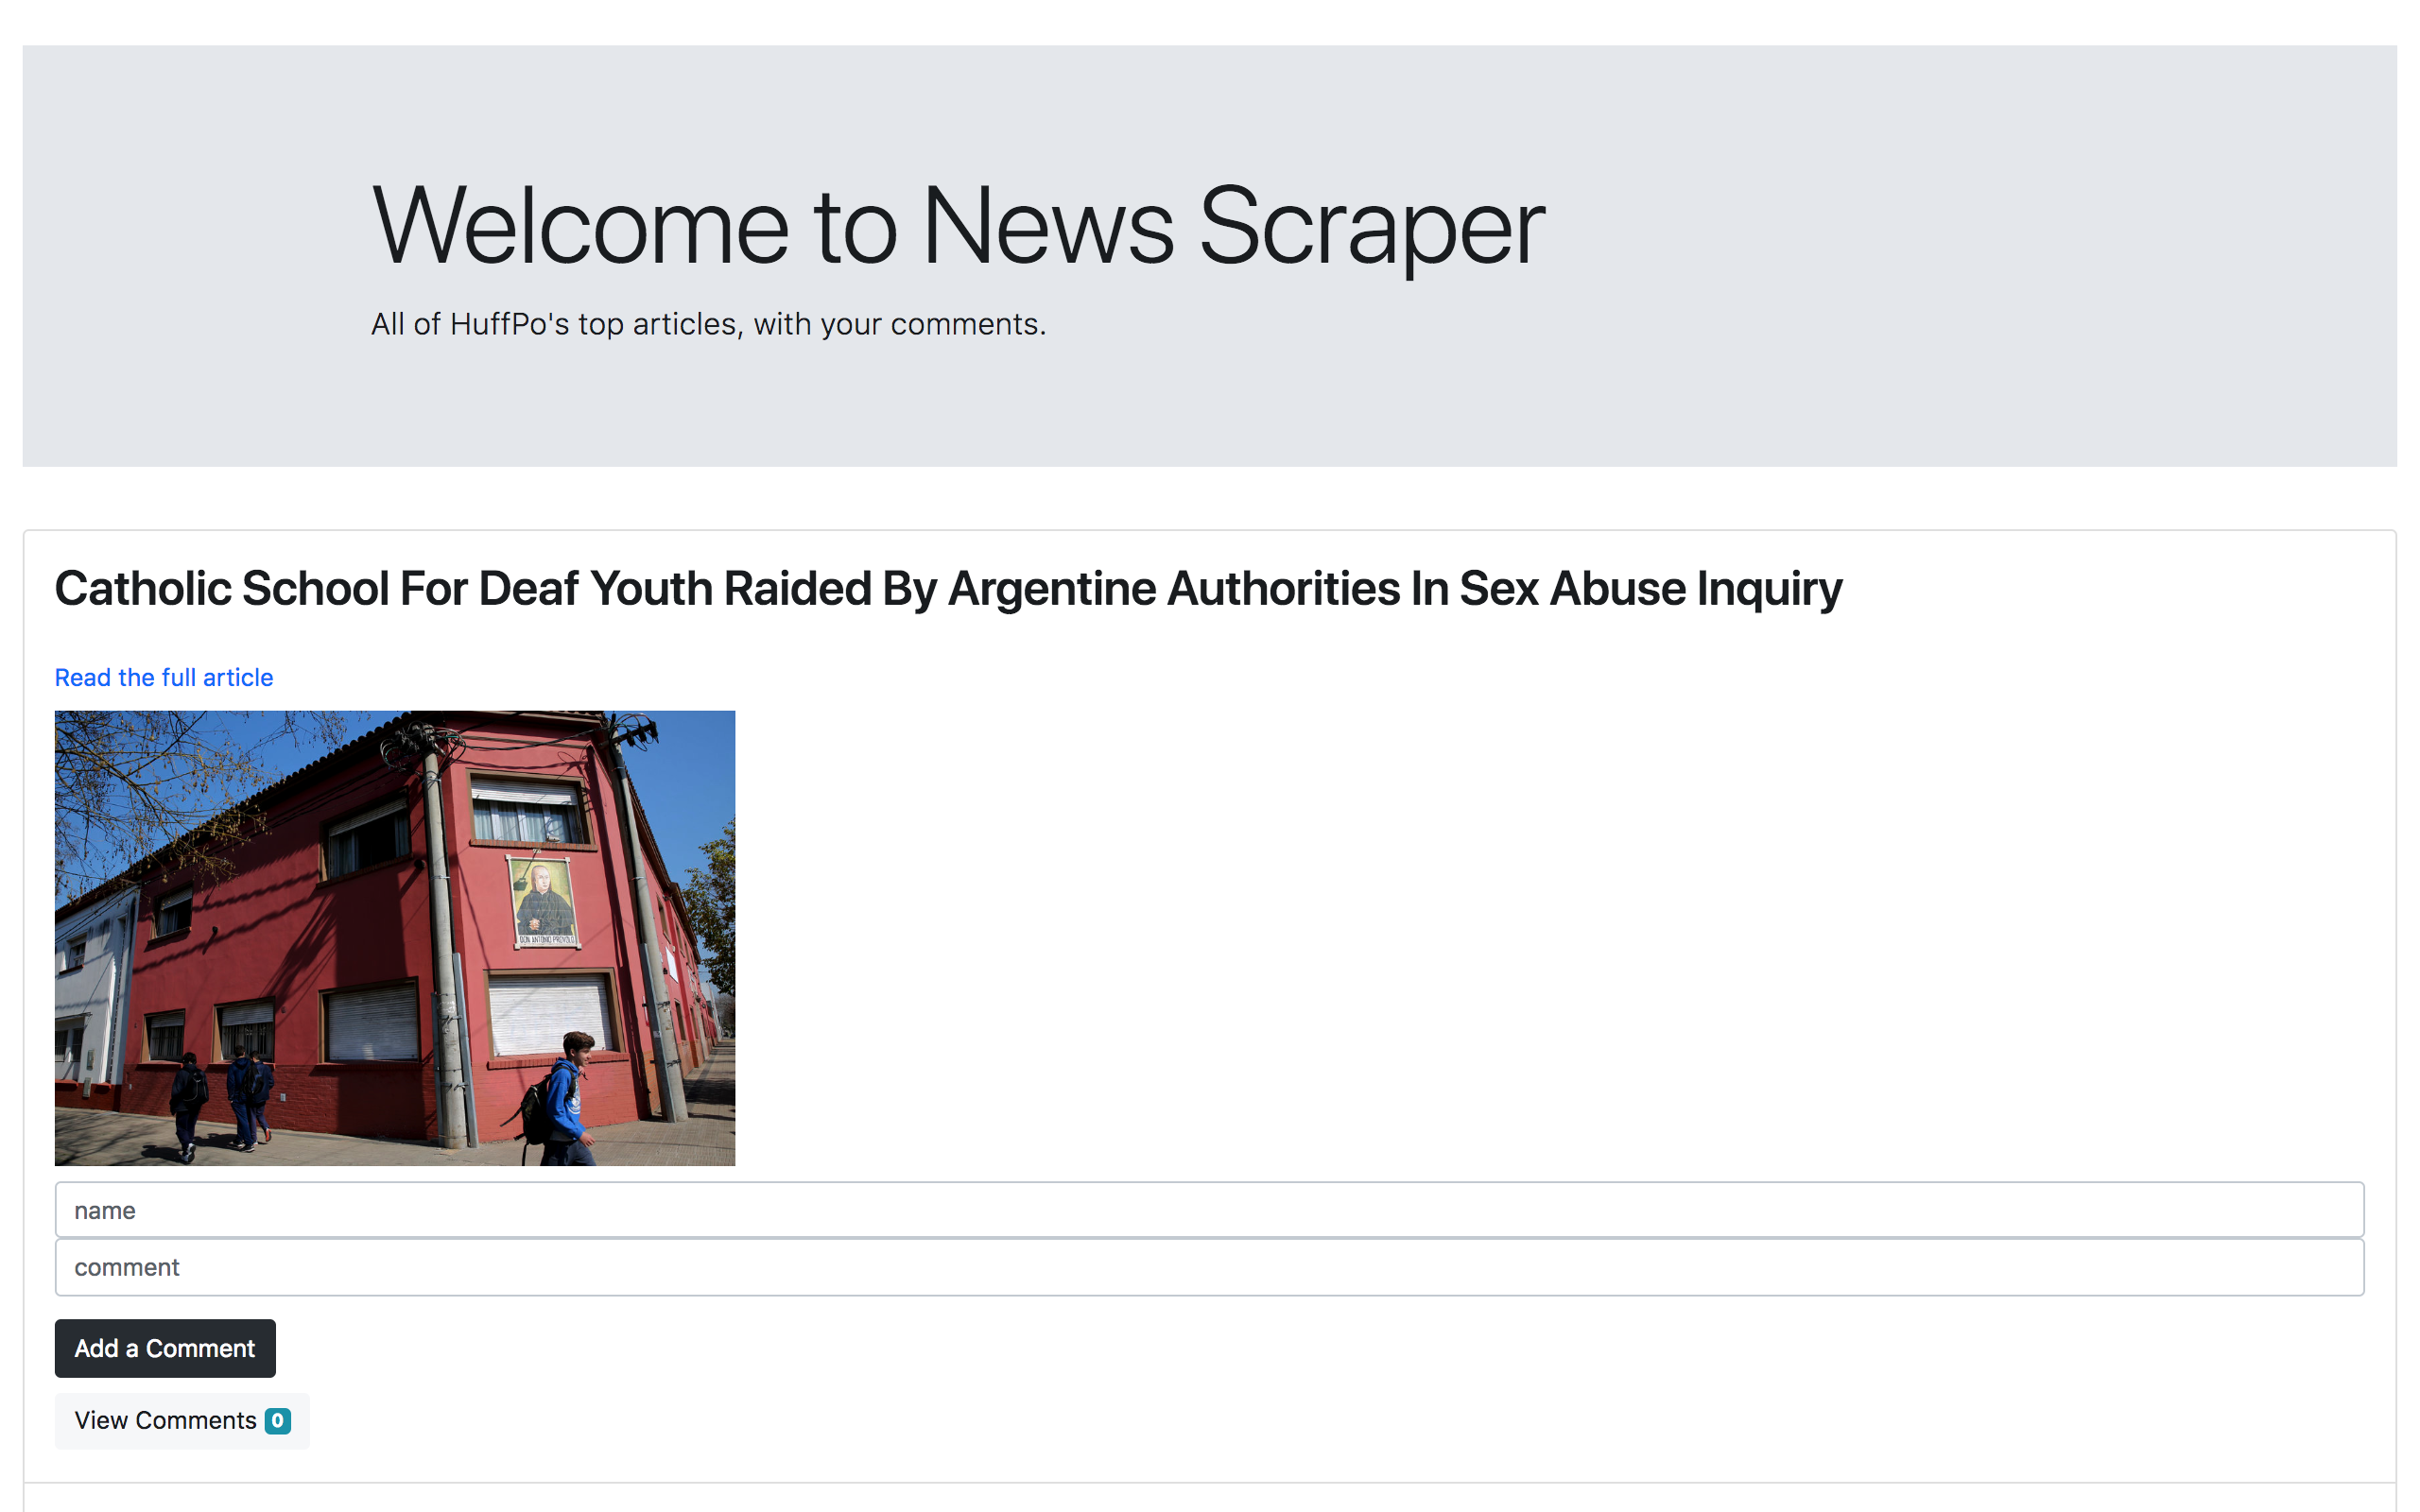 Welcome to News Scraper
All of HuffPo's top articles, with your comments.
Catholic School For Deaf Youth Raided By Argentine Authorities In Sex Abuse Inquiry
Read the full article
DON ANTONIO PROVOLO
name
comment
Add a Comment
View Comments 0